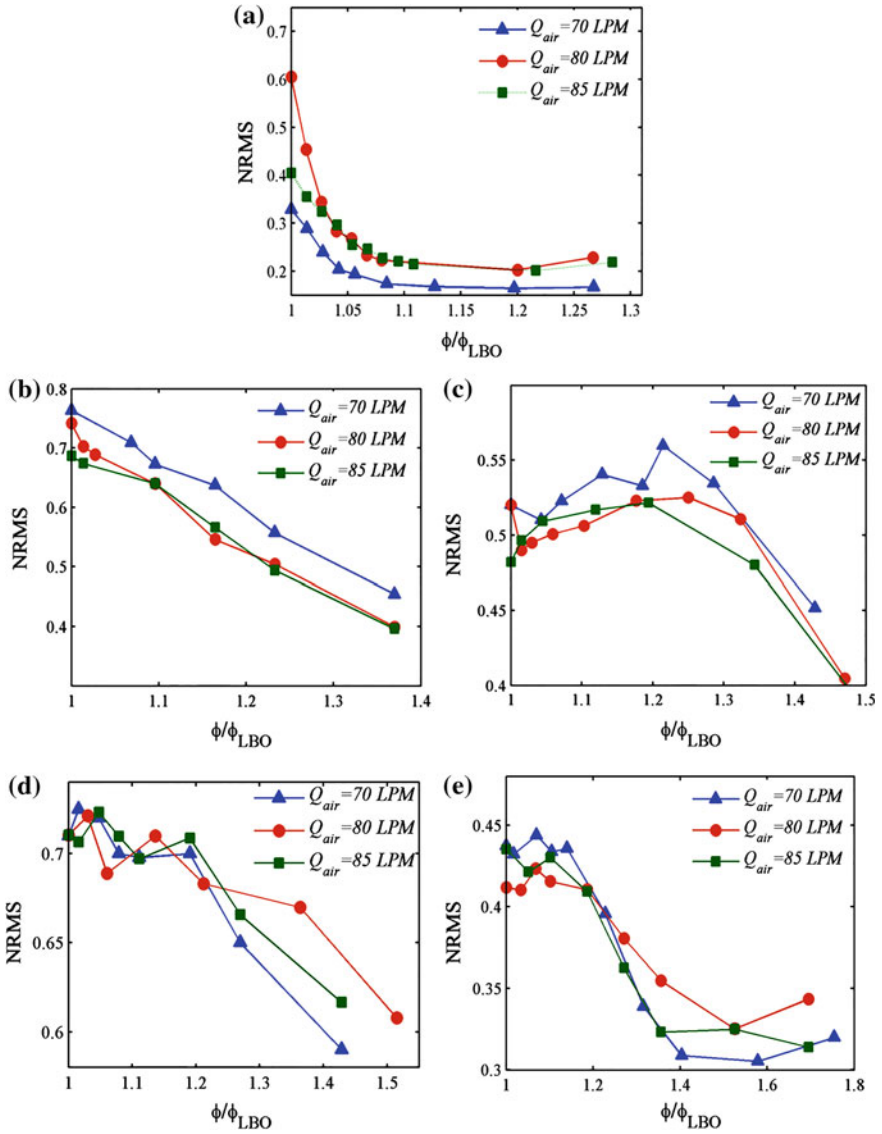 (a)
0.7
0.6
0.5
0.4
0.3
0.2
NRMS
Q_air=70 LPM
Q_air=80 LPM
Q_air=85 LPM
1 1.05 1.1 1.15 1.2 1.25 1.3
ϕ/ϕ_LBO
(b)
0.8
0.7
0.6
0.5
0.4
NRMS
Q_air=70 LPM
Q_air=80 LPM
Q_air=85 LPM
1 1.1 1.2 1.3 1.4
ϕ/ϕ_LBO
(c)
0.55
0.5
0.45
0.4
NRMS
Q_air=70 LPM
Q_air=80 LPM
Q_air=85 LPM
1 1.1 1.2 1.3 1.4 1.5
ϕ/ϕ_LBO
(d)
0.7
0.65
0.6
NRMS
Q_air=70 LPM
Q_air=80 LPM
Q_air=85 LPM
1 1.1 1.2 1.3 1.4 1.5
ϕ/ϕ_LBO
(e)
0.45
0.4
0.35
0.3
NRMS
Q_air=70 LPM
Q_air=80 LPM
Q_air=85 LPM
1 1.2 1.4 1.6 1.8
ϕ/ϕ_LBO